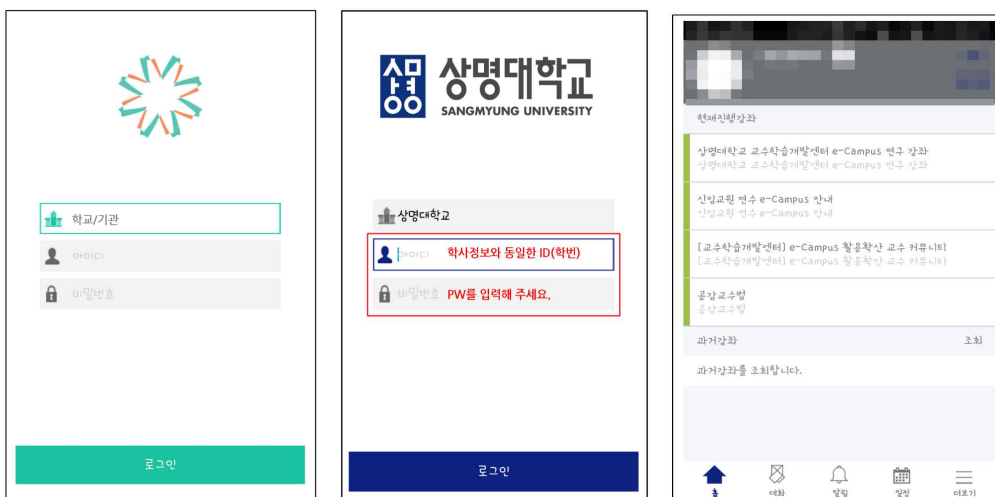 학교/기관
아이디
비밀번호
로그인
상명대학교
SANGMYUNG UNIVERSITY
상명대학교
아이디 학사정보와 동일한 ID(학번)
비밀번호 PW를 입력해 주세요.
로그인
현재진행강좌
상명대학교 교수학습개발센터 e-Campus 연구 강좌
상명대학교 교수학습개발센터 e-Campus 연구 강좌
신임교원 연수 e-Campus 안내
신임교원 연수 e-Campus 안내
[교수학습개발센터] e-Campus 활용확산 교수 커뮤니티
[교수학습개발센터] e-Campus 활용확산 교수 커뮤니티
공감교수법
공감교수법
과거강좌 조회
과거강좌를 조회합니다.
홈 대화 알림 일정 더보기